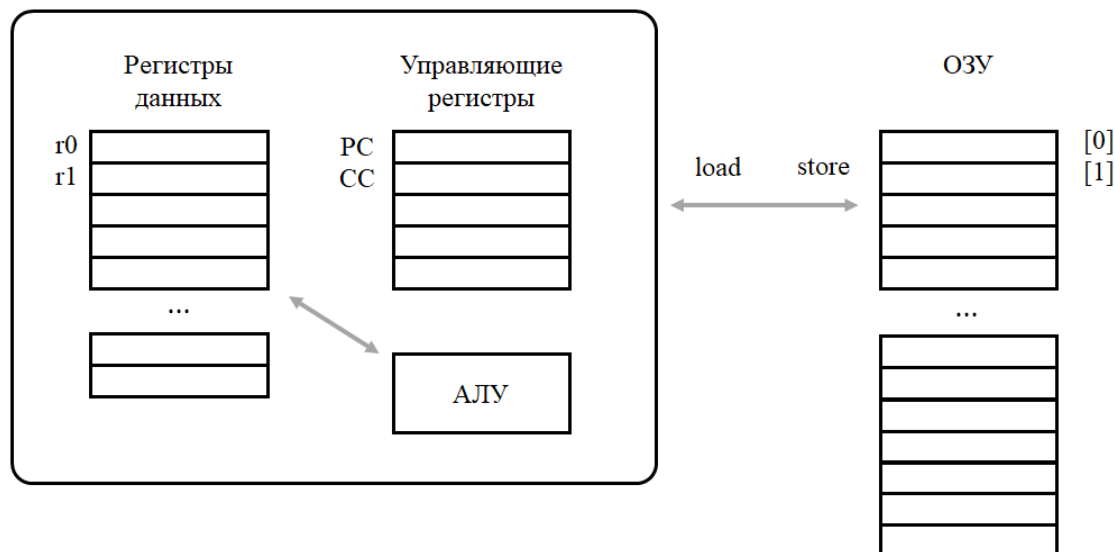 Регистры
данных
Управляющие
регистры
ОЗУ
r0
r1
...
PC
CC
load store
[0]
[1]
...
АЛУ